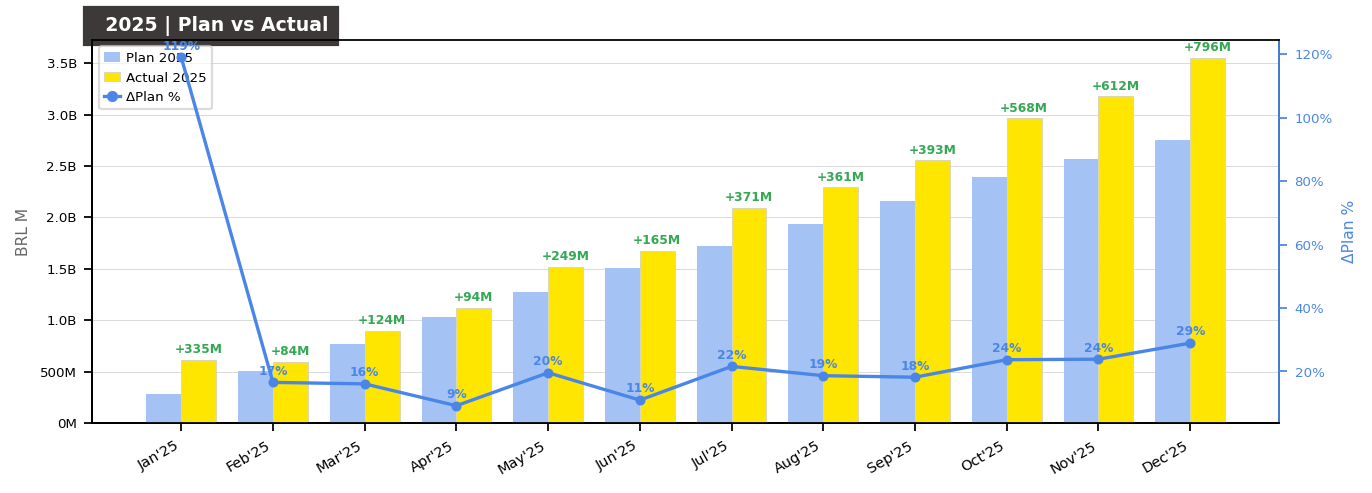 2025 | Plan vs Actual
Plan 2025
Actual 2025
ΔPlan %
BRL M
3.5B
3.0B
2.5B
2.0B
1.5B
1.0B
500M
0M
120%
100%
80%
60%
40%
20%
ΔPlan %
+335M
+84M
+124M
+94M
+249M
+165M
+371M
+361M
+393M
+568M
+612M
+796M
119%
17%
16%
9%
20%
11%
22%
19%
18%
24%
24%
29%
Jan'25
Feb'25
Mar'25
Apr'25
May'25
Jun'25
Jul'25
Aug'25
Sep'25
Oct'25
Nov'25
Dec'25